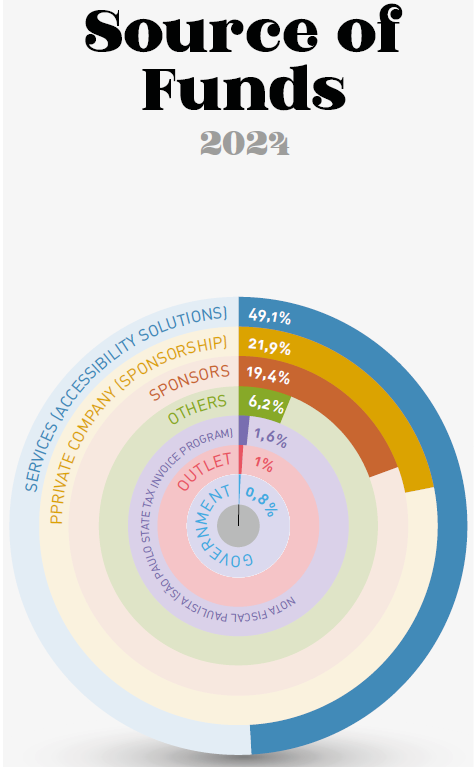 Source of
Funds
2024
SERVICES (ACCESSIBILITY SOLUTIONS)
49,1%
PPRIVATE COMPANY (SPONSORSHIP)
21,9%
SPONSORS
19,4%
OTHERS
6,2%
NOTA FISCAL PAULISTA (SÃO PAULO STATE TAX INVOICE PROGRAM)
1,6%
OUTLET
1%
GOVERNMENT
0,8%